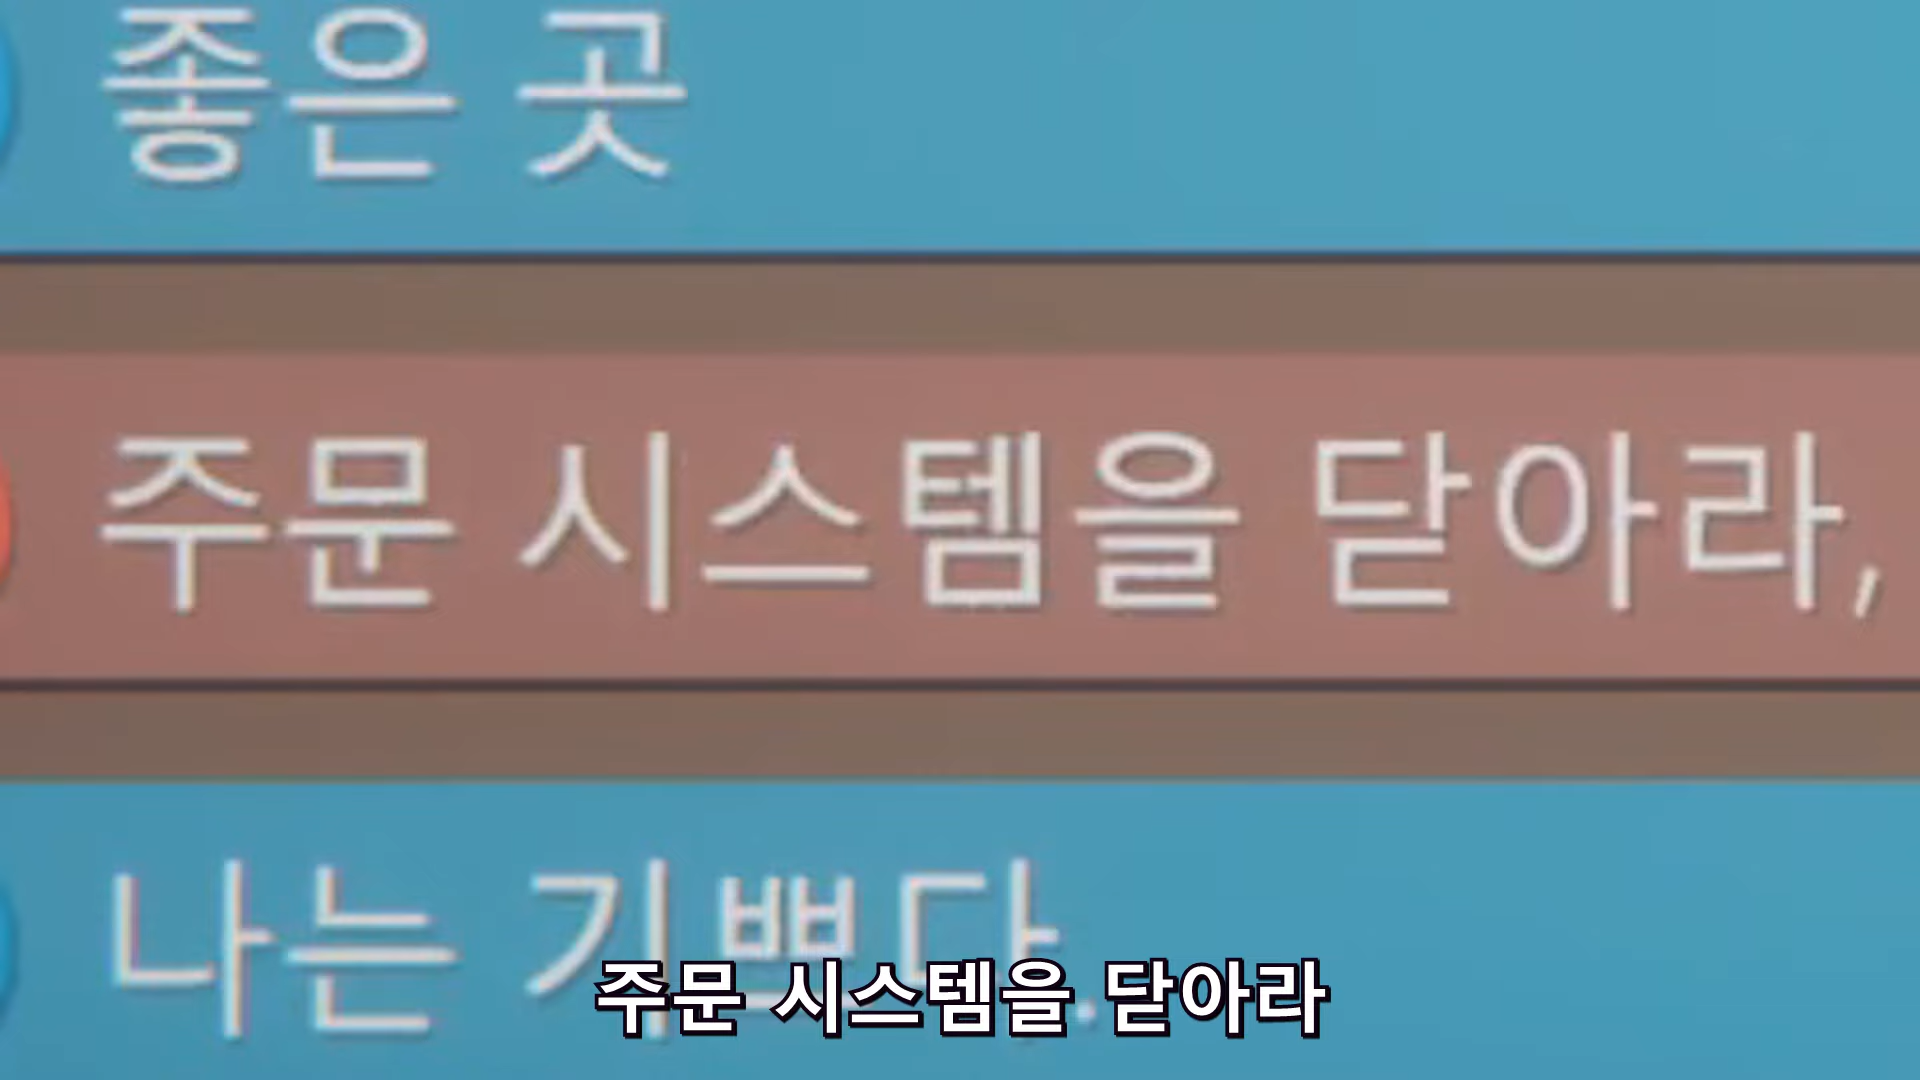 좋은 곳
주문 시스템을 닫아라,
나는 기쁘다.
주문 시스템을 닫아라